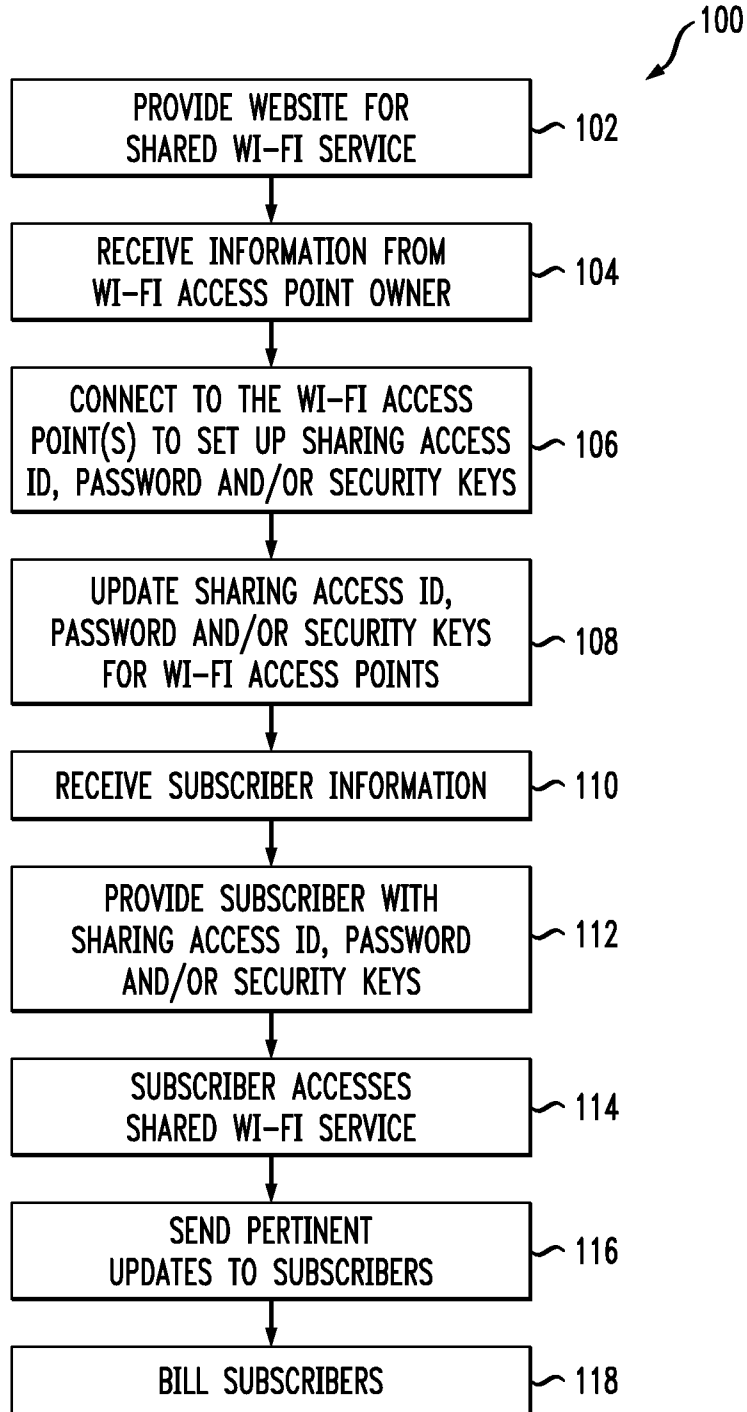 100
PROVIDE WEBSITE FOR
SHARED WI-FI SERVICE
102
RECEIVE INFORMATION FROM
WI-FI ACCESS POINT OWNER
104
CONNECT TO THE WI-FI ACCESS
POINT(S) TO SET UP SHARING ACCESS
ID, PASSWORD AND/OR SECURITY KEYS
106
UPDATE SHARING ACCESS ID,
PASSWORD AND/OR SECURITY KEYS
FOR WI-FI ACCESS POINTS
108
RECEIVE SUBSCRIBER INFORMATION
110
PROVIDE SUBSCRIBER WITH
SHARING ACCESS ID, PASSWORD
AND/OR SECURITY KEYS
112
SUBSCRIBER ACCESSES
SHARED WI-FI SERVICE
114
SEND PERTINENT
UPDATES TO SUBSCRIBERS
116
BILL SUBSCRIBERS
118